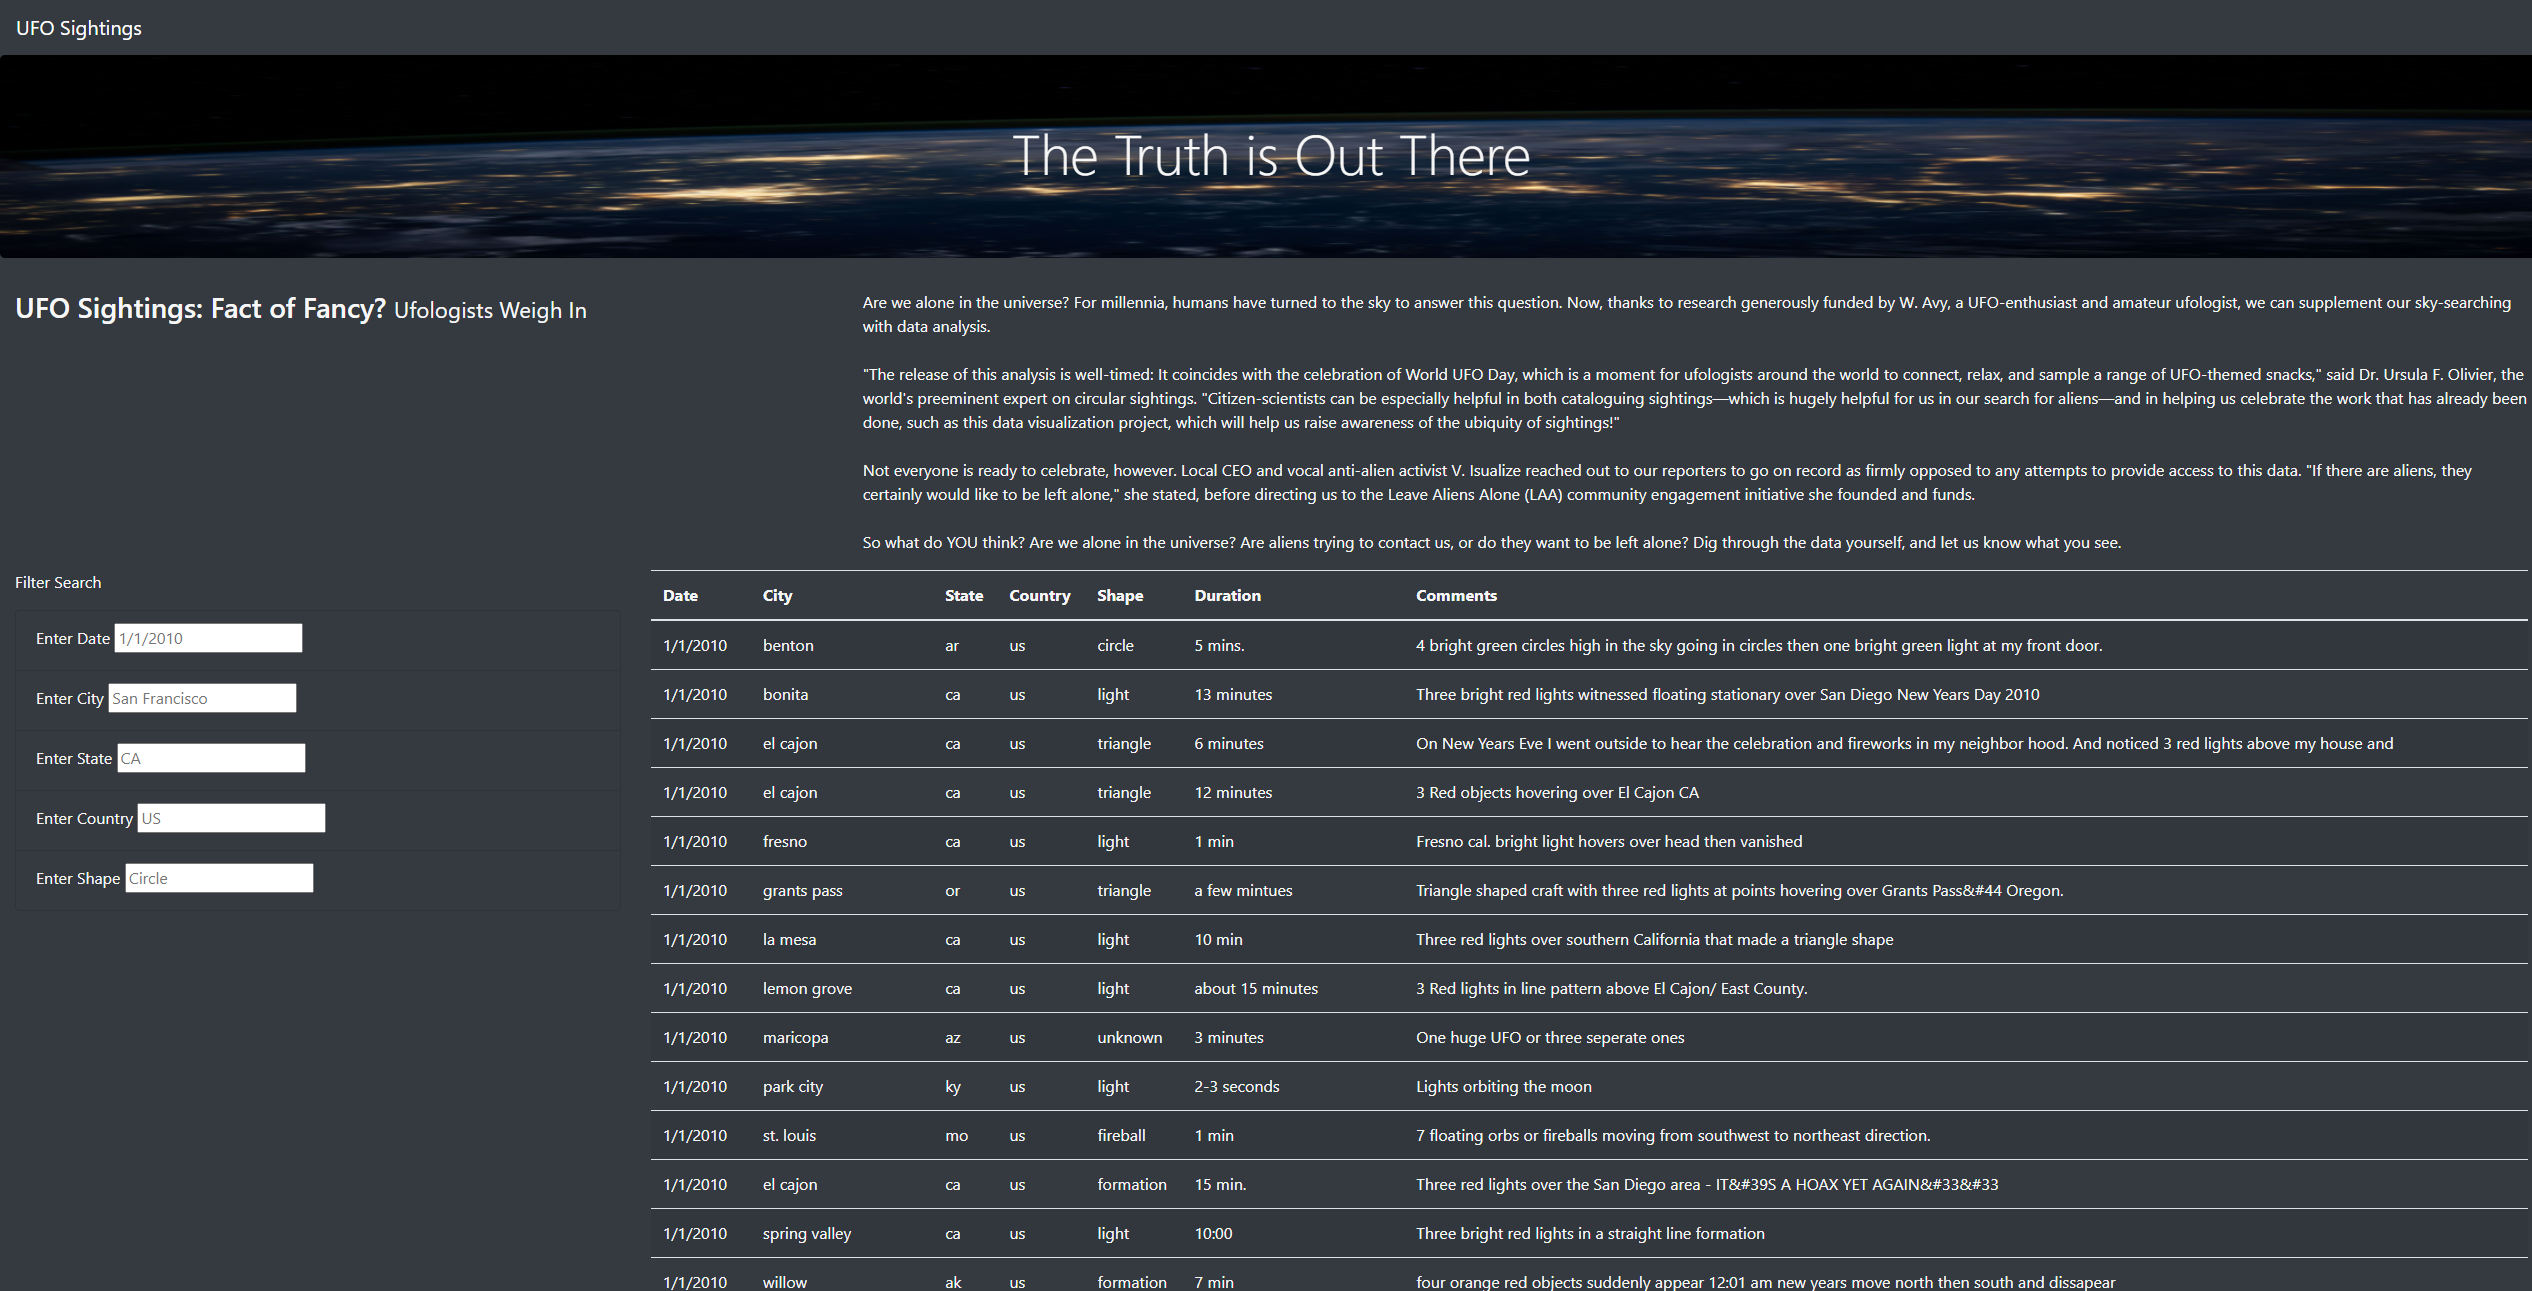 UFO Sightings
The Truth is Out There
UFO Sightings: Fact of Fancy? Ufologists Weigh In
Are we alone in the universe? For millennia, humans have turned to the sky to answer this question. Now, thanks to research generously funded by W. Avy, a UFO-enthusiast and amateur ufologist, we can supplement our sky-searching
with data analysis.
"The release of this analysis is well-timed: It coincides with the celebration of World UFO Day, which is a moment for ufologists around the world to connect, relax, and sample a range of UFO-themed snacks," said Dr. Ursula F. Olivier, the
world's preeminent expert on circular sightings. "Citizen-scientists can be especially helpful in both cataloguing sightings—which is hugely helpful for us in our search for aliens—and in helping us celebrate the work that has already been
done, such as this data visualization project, which will help us raise awareness of the ubiquity of sightings!"
Not everyone is ready to celebrate, however. Local CEO and vocal anti-alien activist V. Isualize reached out to our reporters to go on record as firmly opposed to any attempts to provide access to this data. "If there are aliens, they
certainly would like to be left alone," she stated, before directing us to the Leave Aliens Alone (LAA) community engagement initiative she founded and funds.
So what do YOU think? Are we alone in the universe? Are aliens trying to contact us, or do they want to be left alone? Dig through the data yourself, and let us know what you see.
Filter Search
Enter Date 1/1/2010
Enter City San Francisco
Enter State CA
Enter Country US
Enter Shape Circle
Date City State Country Shape Duration Comments
1/1/2010 benton ar us circle 5 mins. 4 bright green circles high in the sky going in circles then one bright green light at my front door.
1/1/2010 bonita ca us light 13 minutes Three bright red lights witnessed floating stationary over San Diego New Years Day 2010
1/1/2010 el cajon ca us triangle 6 minutes On New Years Eve I went outside to hear the celebration and fireworks in my neighbor hood. And noticed 3 red lights above my house and
1/1/2010 el cajon ca us triangle 12 minutes 3 Red objects hovering over El Cajon CA
1/1/2010 fresno ca us light 1 min Fresno cal. bright light hovers over head then vanished
1/1/2010 grants pass or us triangle a few mintues Triangle shaped craft with three red lights at points hovering over Grants Pass&#44 Oregon.
1/1/2010 la mesa ca us light 10 min Three red lights over southern California that made a triangle shape
1/1/2010 lemon grove ca us light about 15 minutes 3 Red lights in line pattern above El Cajon/ East County.
1/1/2010 maricopa az us unknown 3 minutes One huge UFO or three seperate ones
1/1/2010 park city ky us light 2-3 seconds Lights orbiting the moon
1/1/2010 st. louis mo us fireball 1 min 7 floating orbs or fireballs moving from southwest to northeast direction.
1/1/2010 el cajon ca us formation 15 min. Three red lights over the San Diego area - IT&#39S A HOAX YET AGAIN&#33&#33
1/1/2010 spring valley ca us light 10:00 Three bright red lights in a straight line formation
1/1/2010 willow ak us formation 7 min four orange red objects suddenly appear 12:01 am new years move north then south and dissapear